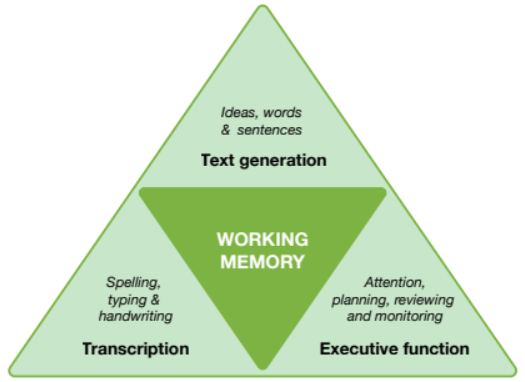 Ideas, words
& sentences
Text generation
WORKING
MEMORY
Spelling,
typing &
handwriting
Transcription
Attention,
planning, reviewing
and monitoring
Executive function